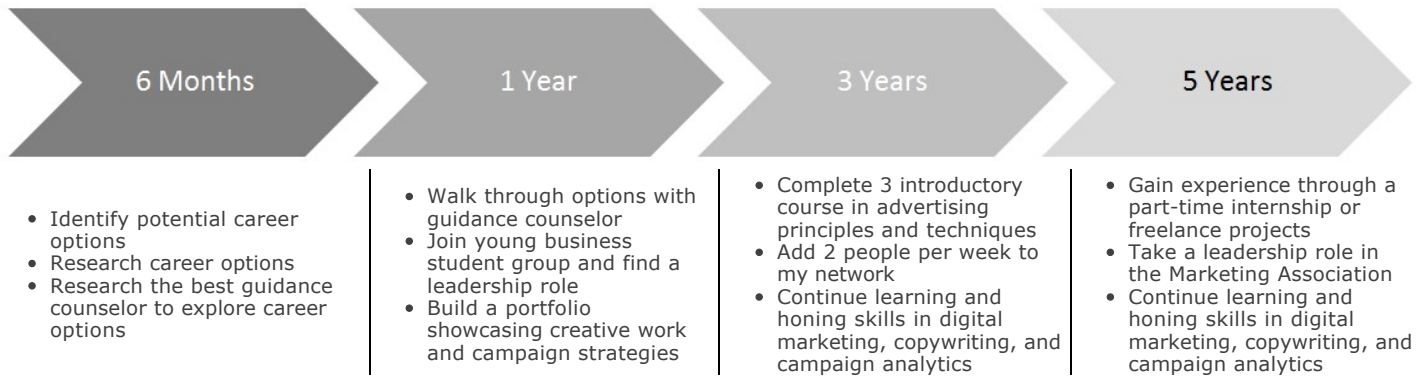 6 Months
1 Year
3 Years
5 Years
• Identify potential career
options
• Research career options
• Research the best guidance
counselor to explore career
options
• Walk through options with
guidance counselor
• Join young business
student group and find a
leadership role
• Build a portfolio
showcasing creative work
and campaign strategies
• Complete 3 introductory
course in advertising
principles and techniques
• Add 2 people per week to
my network
• Continue learning and
honing skills in digital
marketing, copywriting, and
campaign analytics
• Gain experience through a
part-time internship or
freelance projects
• Take a leadership role in
the Marketing Association
• Continue learning and
honing skills in digital
marketing, copywriting, and
campaign analytics